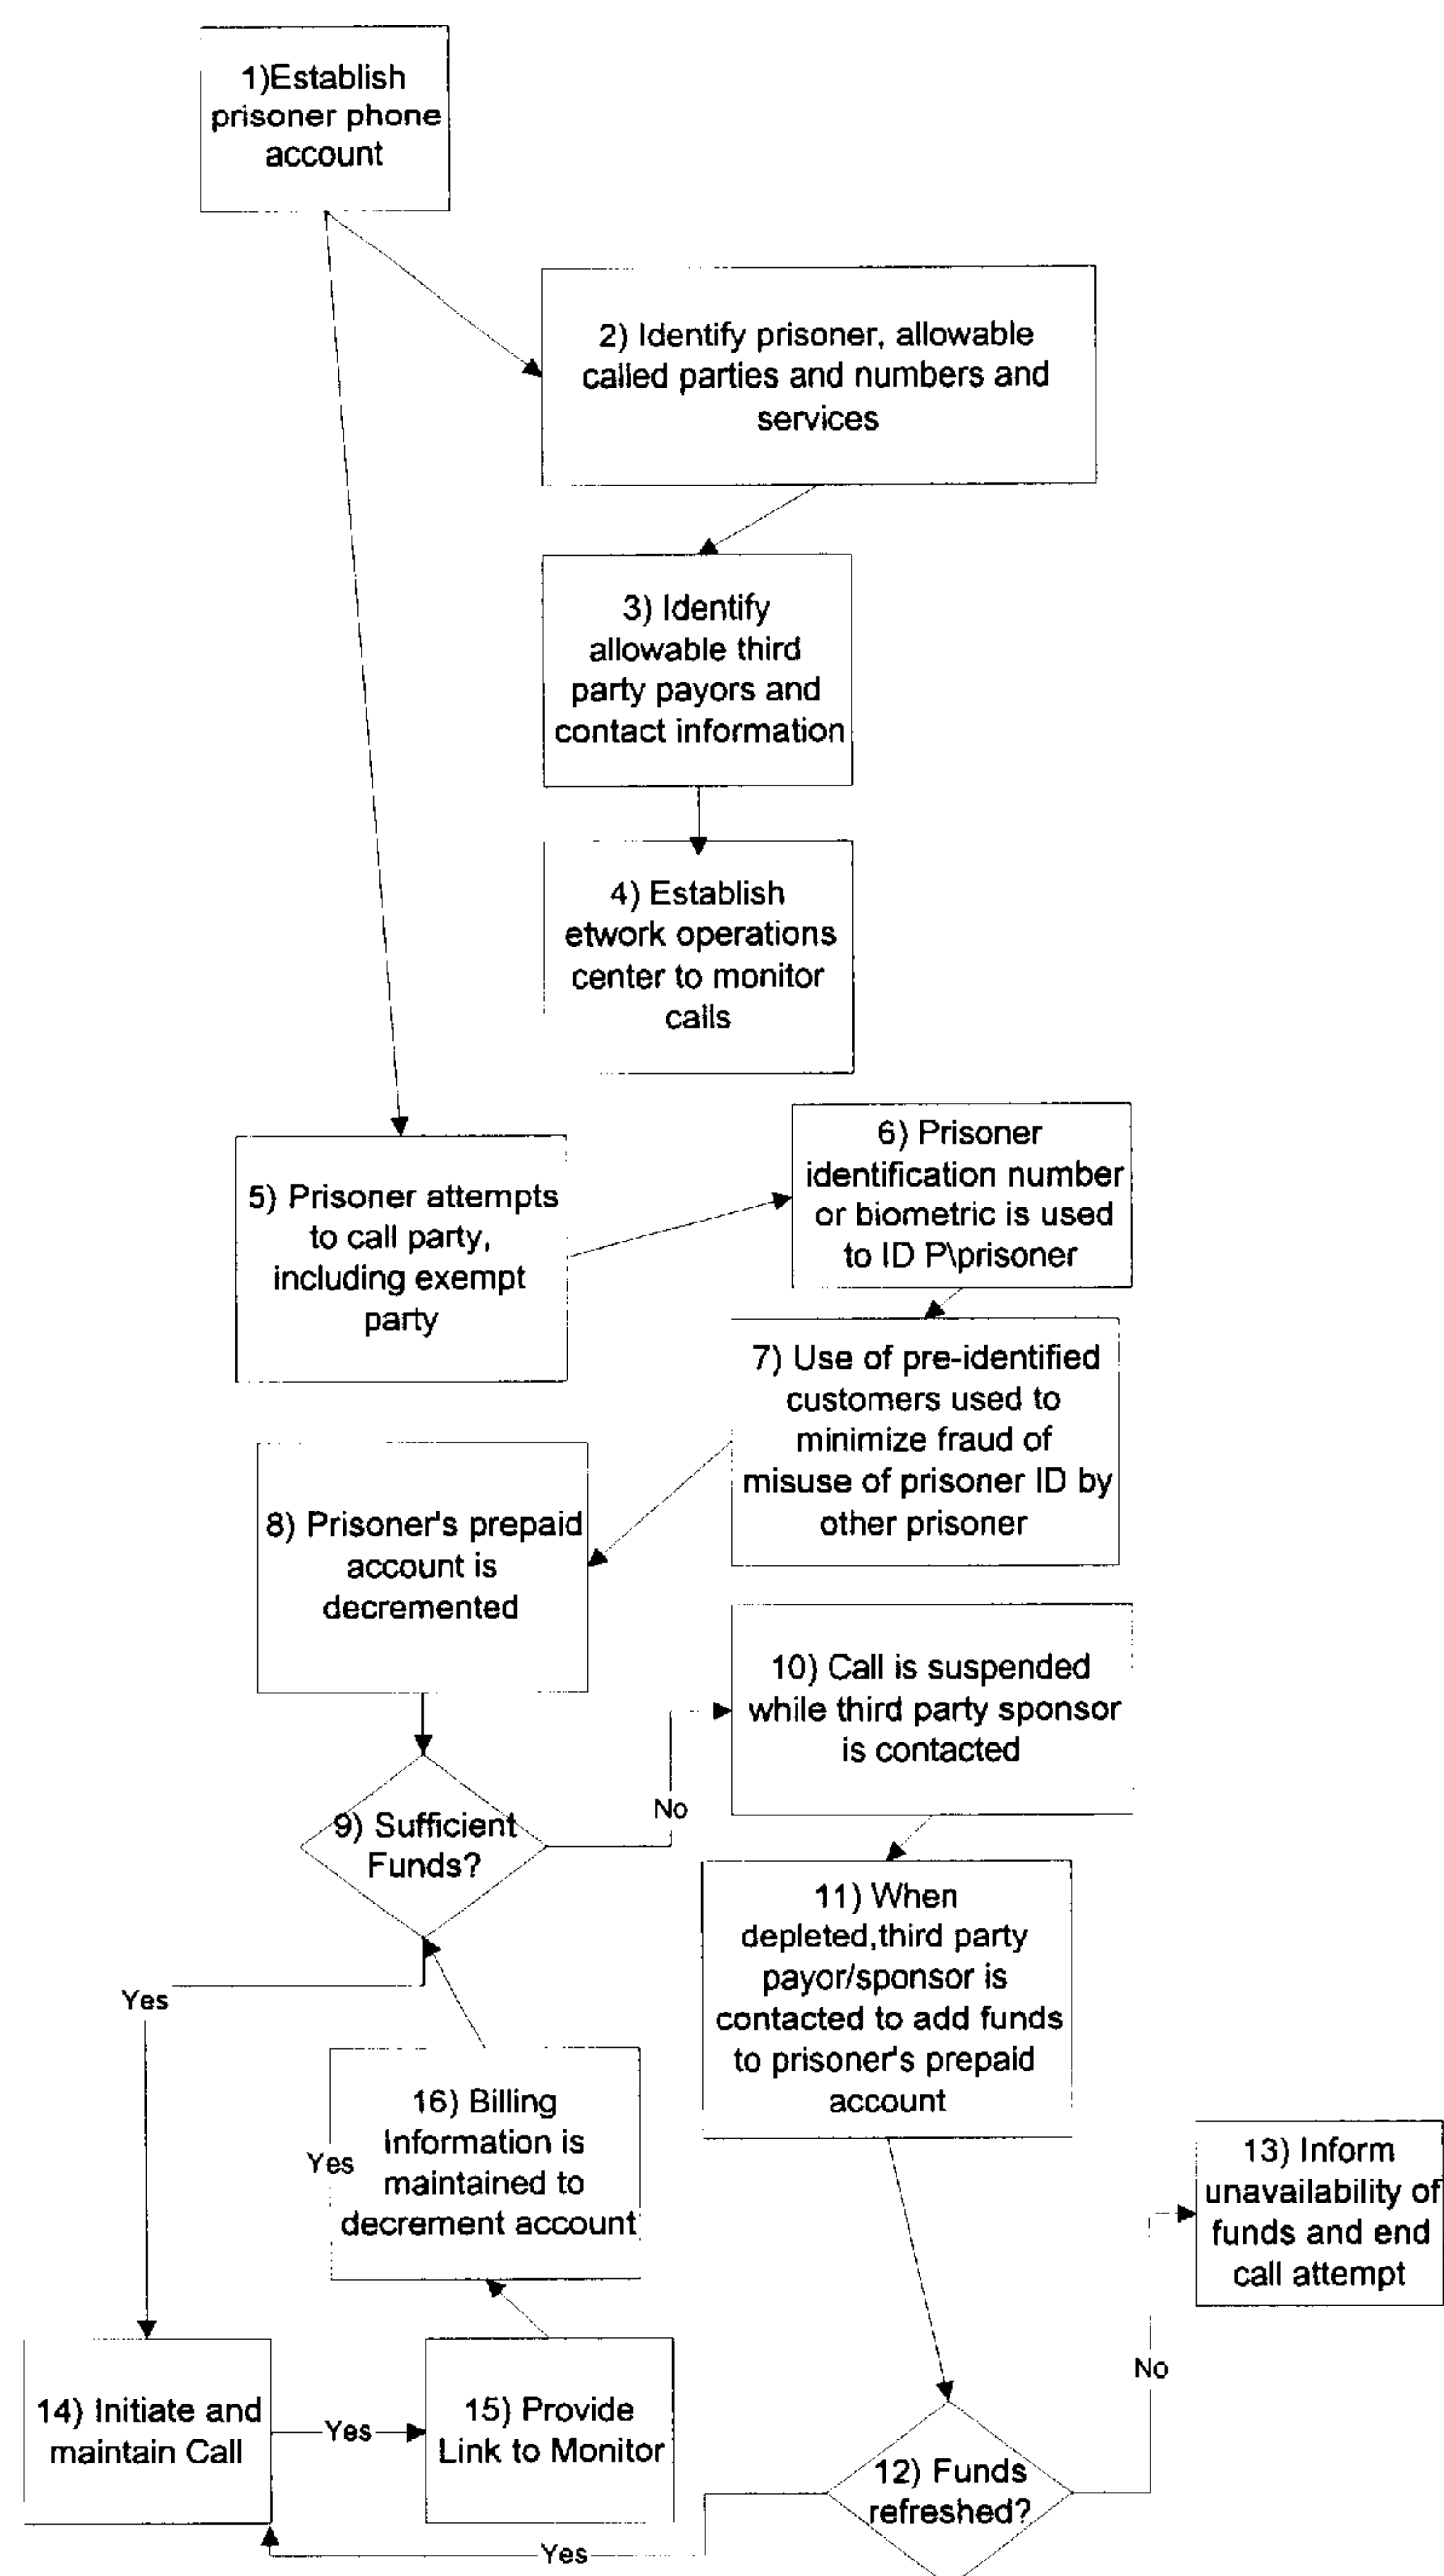 1)Establish
prisoner phone
account
2) Identify prisoner, allowable
called parties and numbers and
services
3) Identify
allowable third
party payors and
contact information
4) Establish
etwork operations
center to monitor
calls
5) Prisoner attempts
to call party,
including exempt
party
6) Prisoner
identification number
or biometric is used
to ID P\prisoner
7) Use of pre-identified
customers used to
minimize fraud of
misuse of prisoner ID by
other prisoner
8) Prisoner's prepaid
account is
decremented
9) Sufficient
Funds?
No
10) Call is suspended
while third party sponsor
is contacted
11) When
depleted,third party
payor/sponsor is
contacted to add funds
to prisoner's prepaid
account
12) Funds
refreshed?
No
13) Inform
unavailability of
funds and end
call attempt
Yes
Yes
14) Initiate and
maintain Call
Yes
15) Provide
Link to Monitor
Yes
16) Billing
Information is
maintained to
decrement account